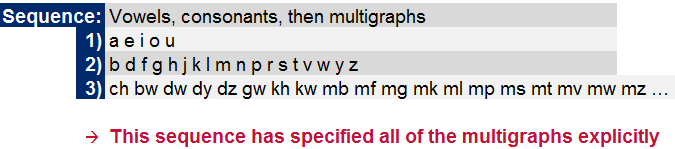 Sequence: Vowels, consonants, then multigraphs
1) a e i o u
2) b d f g h j k l m n p r s t v w y z
3) ch bw dw dy dz gw kh kw mb mf mg mk ml mp ms mt mv mw mz ...
→ This sequence has specified all of the multigraphs explicitly